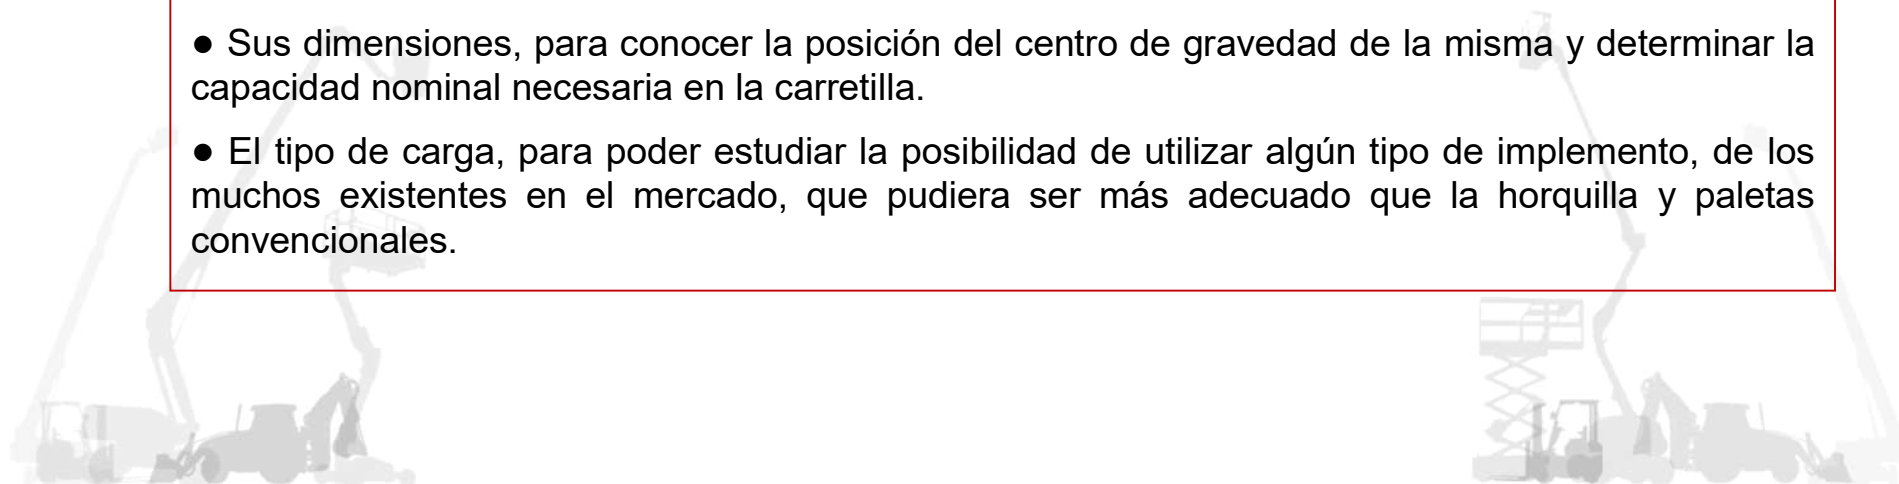 ● Sus dimensiones, para conocer la posición del centro de gravedad de la misma y determinar la
capacidad nominal necesaria en la carretilla.
● El tipo de carga, para poder estudiar la posibilidad de utilizar algún tipo de implemento, de los
muchos existentes en el mercado, que pudiera ser más adecuado que la horquilla y paletas
convencionales.